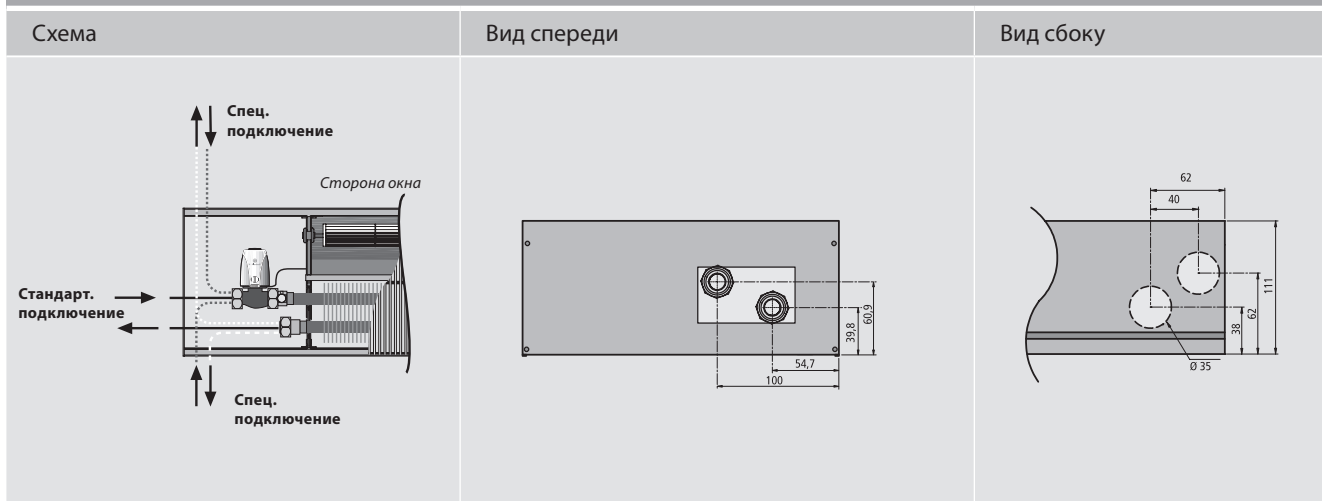 Схема
Вид спереди
Вид сбоку
Спец.
подключение
Сторона окна
Стандарт.
подключение
Спец.
подключение
60,9
39,8
54,7
100
62
40
111
62
38
Ø 35